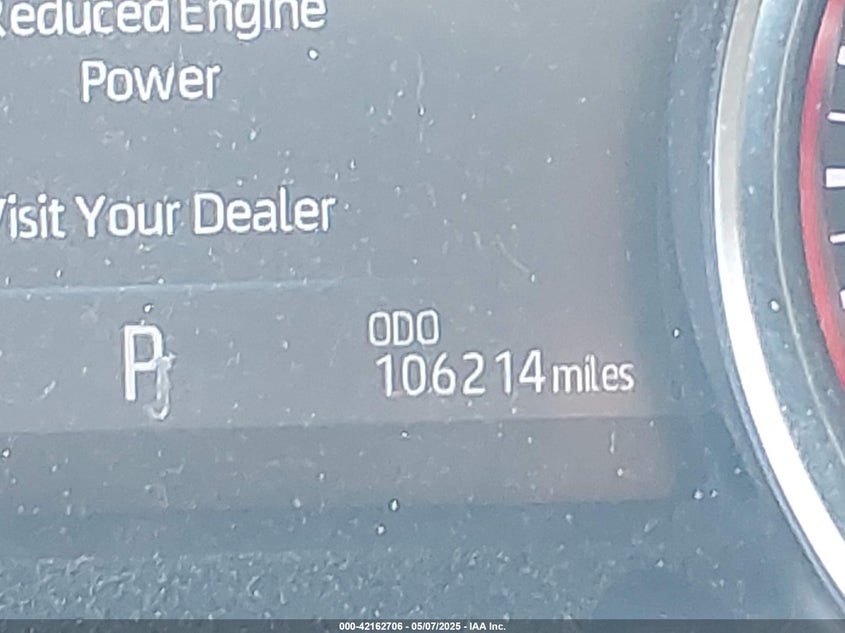 Reduced Engine
Power
Visit Your Dealer
P
ODO
106214 miles
000-42162706 - 05/07/2025 - IAA Inc.